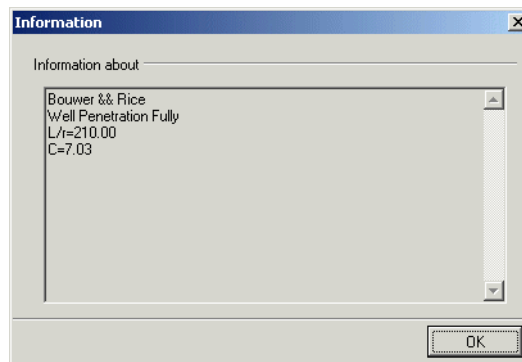 Information
Information about
Bouwer && Rice
Well Penetration Fully
L/r=210.00
C=7.03
OK